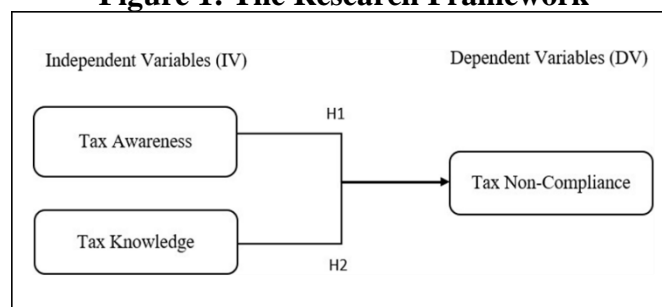 Figure 1: The Research Framework
Independent Variables (IV)
Dependent Variables (DV)
H1
Tax Awareness
Tax Non-Compliance
Tax Knowledge
H2